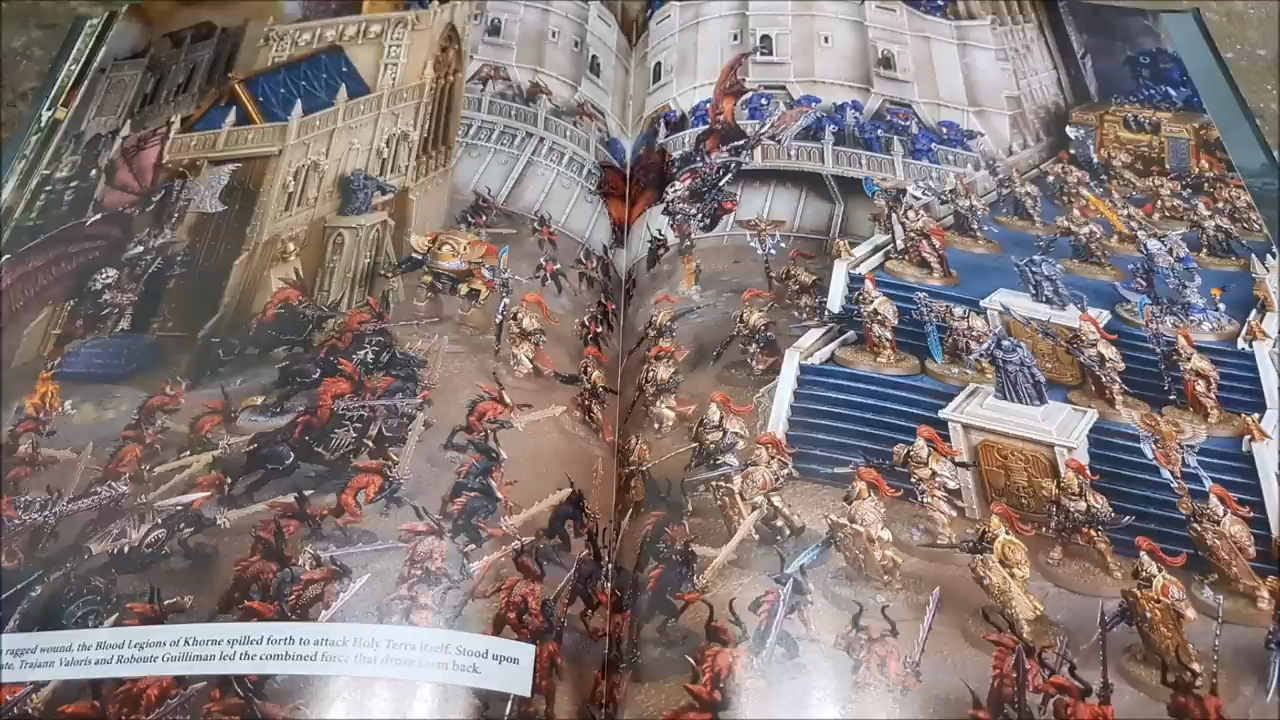 ragged wound, the Blood Legions of Khorne spilled forth to attack Holy Terra itself. Stood upon
ate, Trajann Valoris and Roboute Guilliman led the combined force that drove them back.